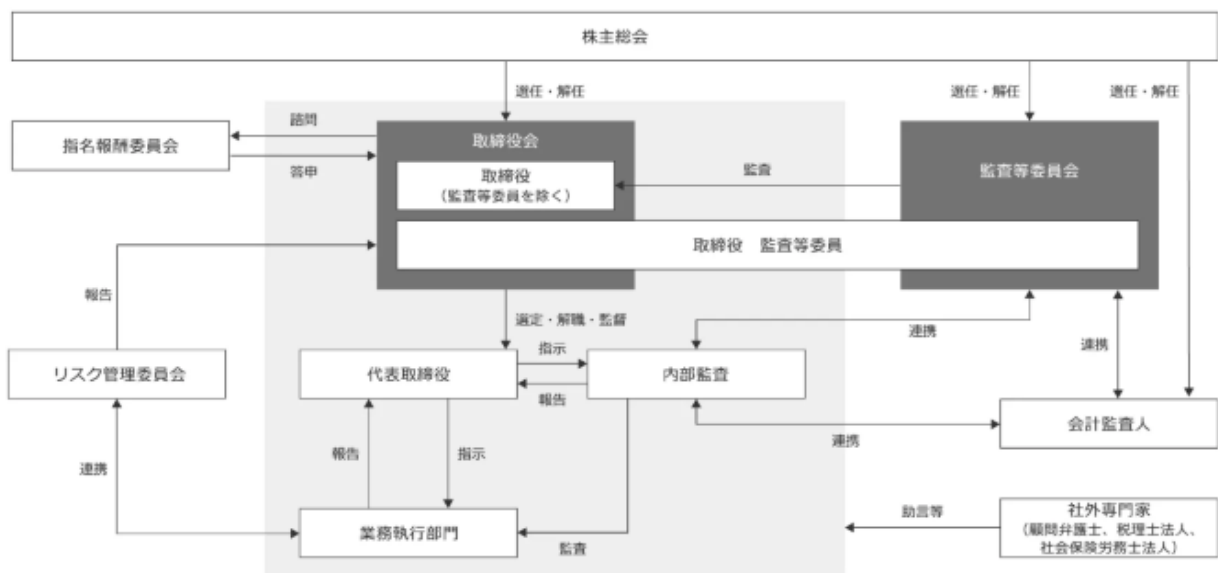 株主総会
選任・解任
選任・解任
選任・解任
諮問
指名報酬委員会
答申
取締役会
取締役
（監査等委員を除く）
監査
監査等委員会
取締役　監査等委員
報告
選定・解職・監督
連携
連携
リスク管理委員会
代表取締役
指示
報告
内部監査
連携
会計監査人
連携
報告
指示
業務執行部門
監査
助言等
社外専門家
（顧問弁護士、税理士法人、
社会保険労務士法人）